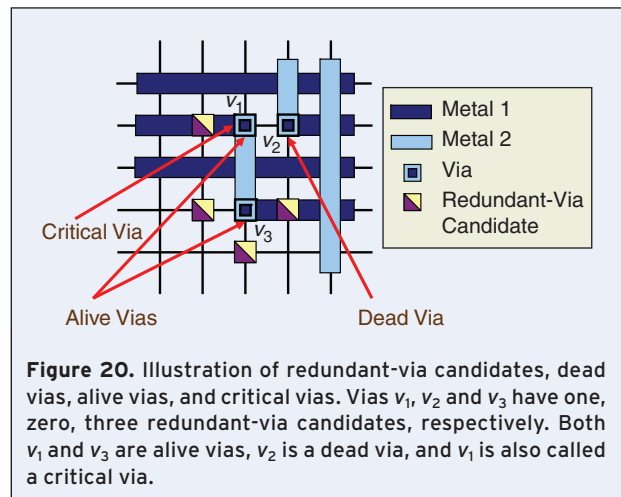 v1
v2
v3
Metal 1
Metal 2
Via
Redundant-Via
Candidate
Critical Via
Alive Vias
Dead Via
Figure 20. Illustration of redundant-via candidates, dead
vias, alive vias, and critical vias. Vias v1, v2 and v3 have one,
zero, three redundant-via candidates, respectively. Both
v1 and v3 are alive vias, v2 is a dead via, and v1 is also called
a critical via.